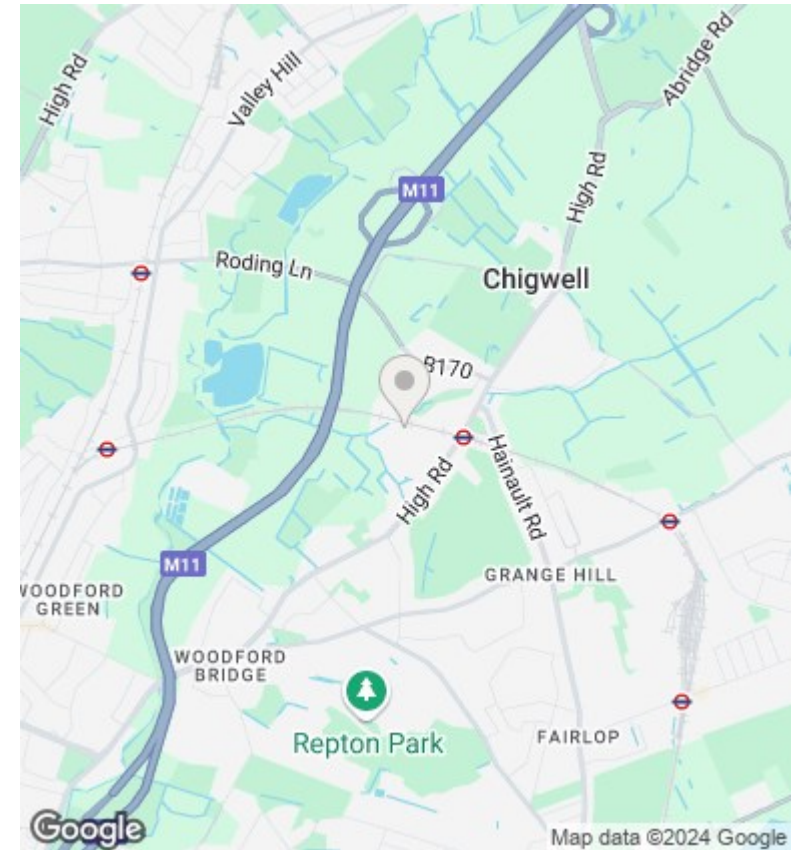 High Rd
Valley Hill
Abridge Rd
M11
High Rd
Roding Ln
Chigwell
B170
High Rd
Hainault Rd
M11
GRANGE HILL
WOODFORD
GREEN
WOODFORD
BRIDGE
Repton Park
FAIRLOP
Google
Map data ©2024 Google